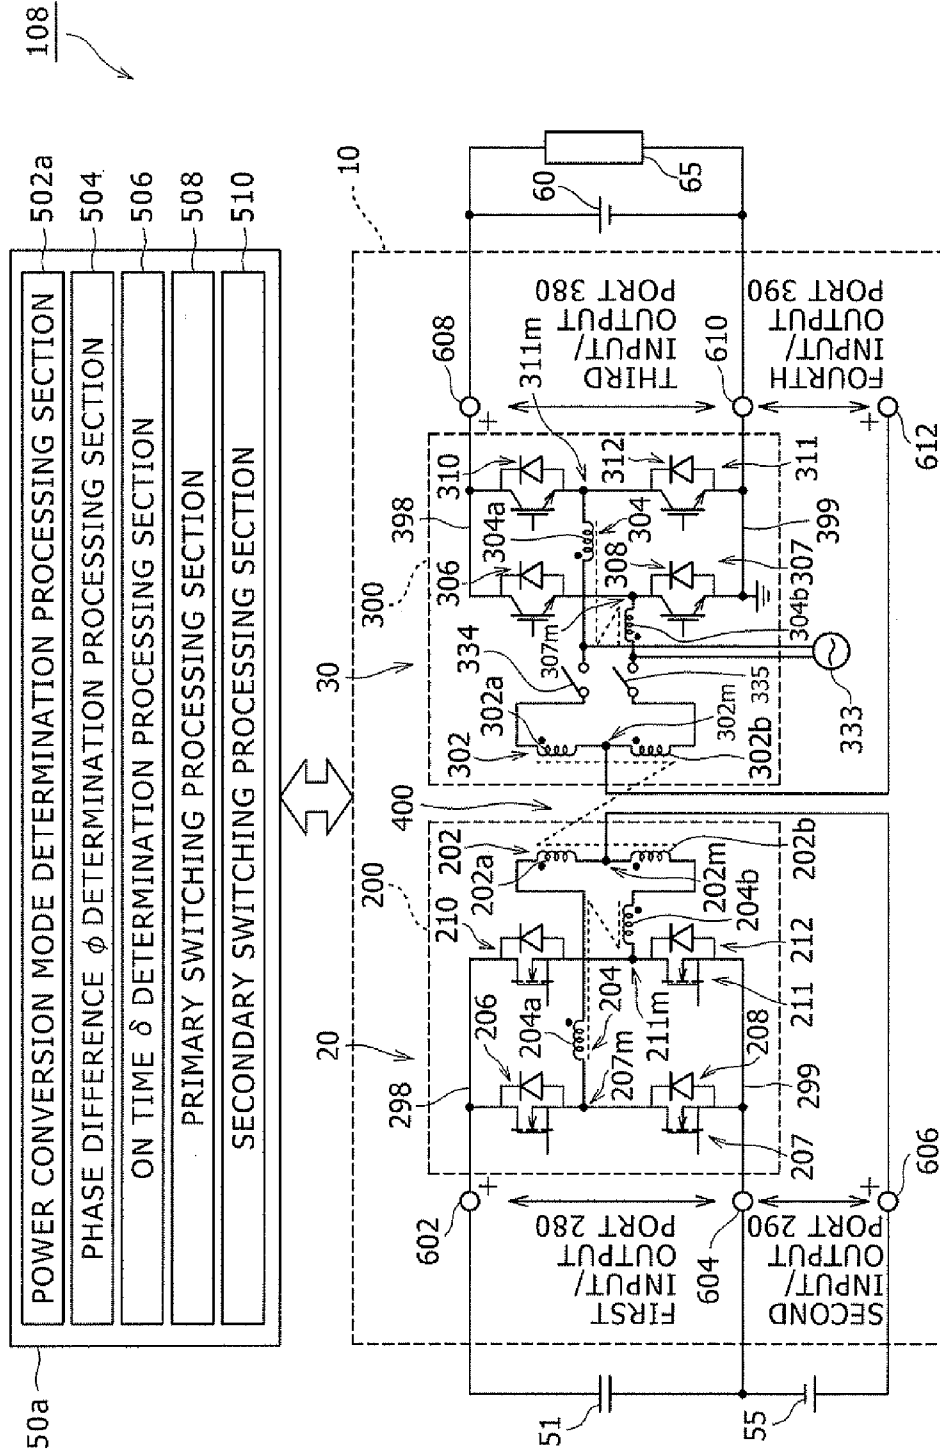 108
50a
POWER CONVERSION MODE DETERMINATION PROCESSING SECTION
502a
PHASE DIFFERENCE ϕ DETERMINATION PROCESSING SECTION
504
ON TIME δ DETERMINATION PROCESSING SECTION
506
PRIMARY SWITCHING PROCESSING SECTION
508
SECONDARY SWITCHING PROCESSING SECTION
510
10
20
200
30
300
400
298
206
210
202
202a
202b
202m
204a
204
204b
207m
211m
207
208
299
211
212
302
302a
302b
302m
334
335
333
306
398
310
304a
304
304b
307m
308
307
312
311
311m
399
602
+
FIRST
INPUT/
OUTPUT
PORT 280
604
SECOND
INPUT/
OUTPUT
PORT 290
+
606
51
55
608
+
THIRD
INPUT/
OUTPUT
PORT 380
610
FOURTH
INPUT/
OUTPUT
PORT 390
+
612
60
65